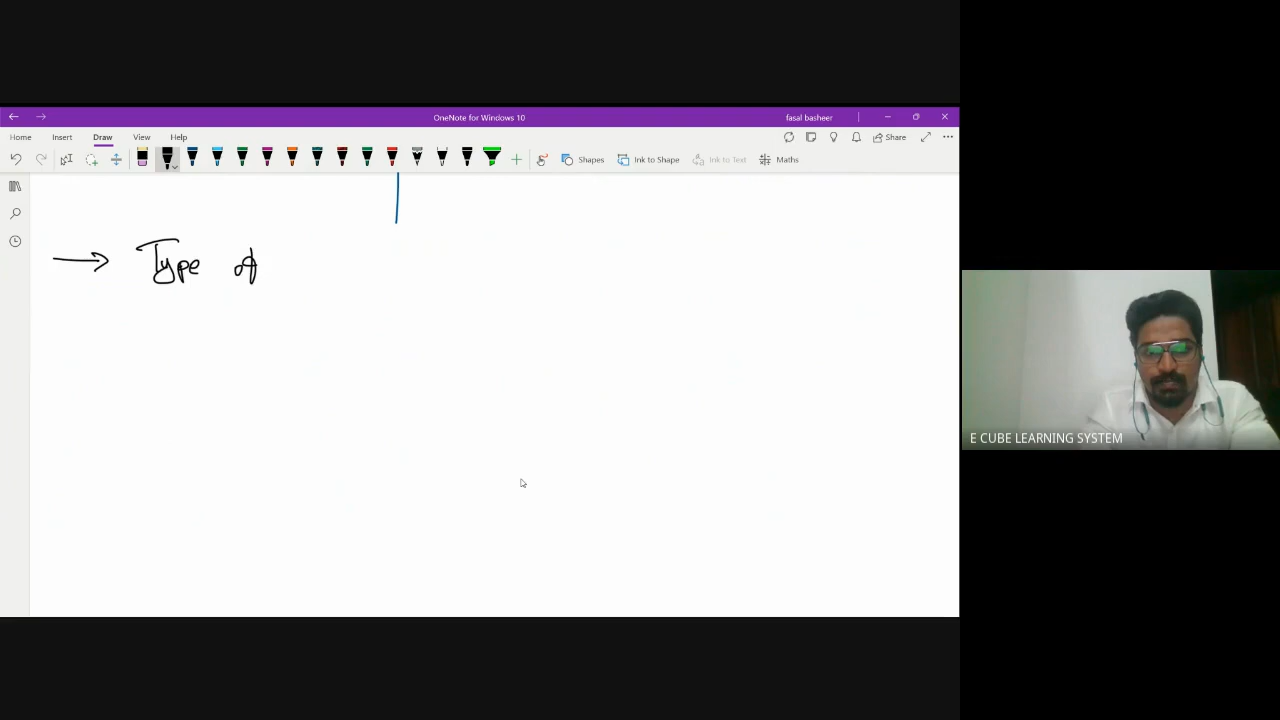 OneNote for Windows 10
fasal basheer
Home Insert Draw View Help
Share
Shapes Ink to Shape Ink to Text Maths
→ Type of
E CUBE LEARNING SYSTEM